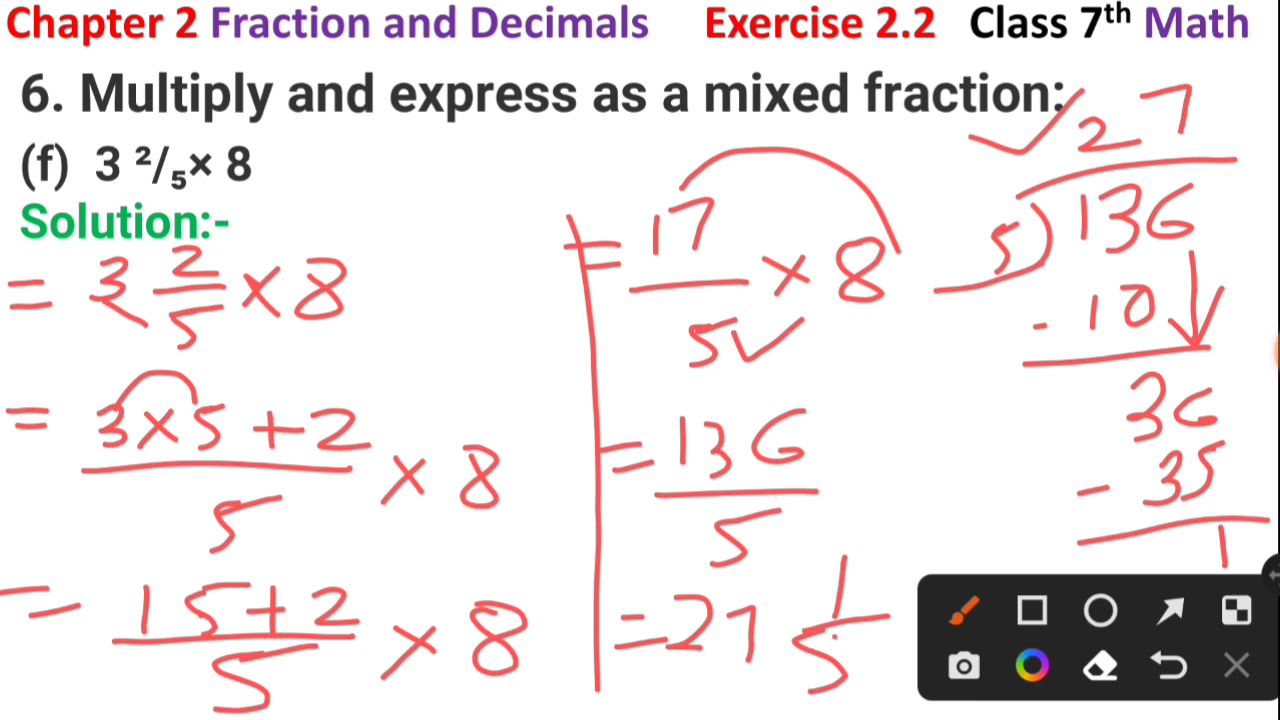 Chapter 2 Fraction and Decimals Exercise 2.2 Class 7th Math
6. Multiply and express as a mixed fraction:
(f) 3 ²/₅× 8
Solution:-
= 3 2/5 × 8
= 3×5+2/5 × 8
= 15+2/5 × 8
= 17/5 × 8
= 136/5
= 27 1/5
27
5)136
- 10
36
- 35
1